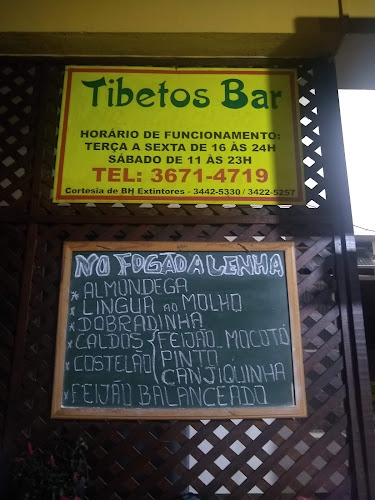 Tibetos Bar
HORÁRIO DE FUNCIONAMENTO:
TERÇA A SEXTA DE 16 ÀS 24H
SÁBADO DE 11 ÀS 23H
TEL: 3671-4719
Cortesia de BH Extintores - 3442-5330 / 3422-5257
NO FOGÃO A LENHA
* ALMONDEGA
* LINGUA AO MOLHO
* DOBRADINHA
* CALDOS { FEIJÃO _ MOCOTÓ
* COSTELÃO { PINTO
CANJIQUINHA
* FEIJÃO BALANCEADO